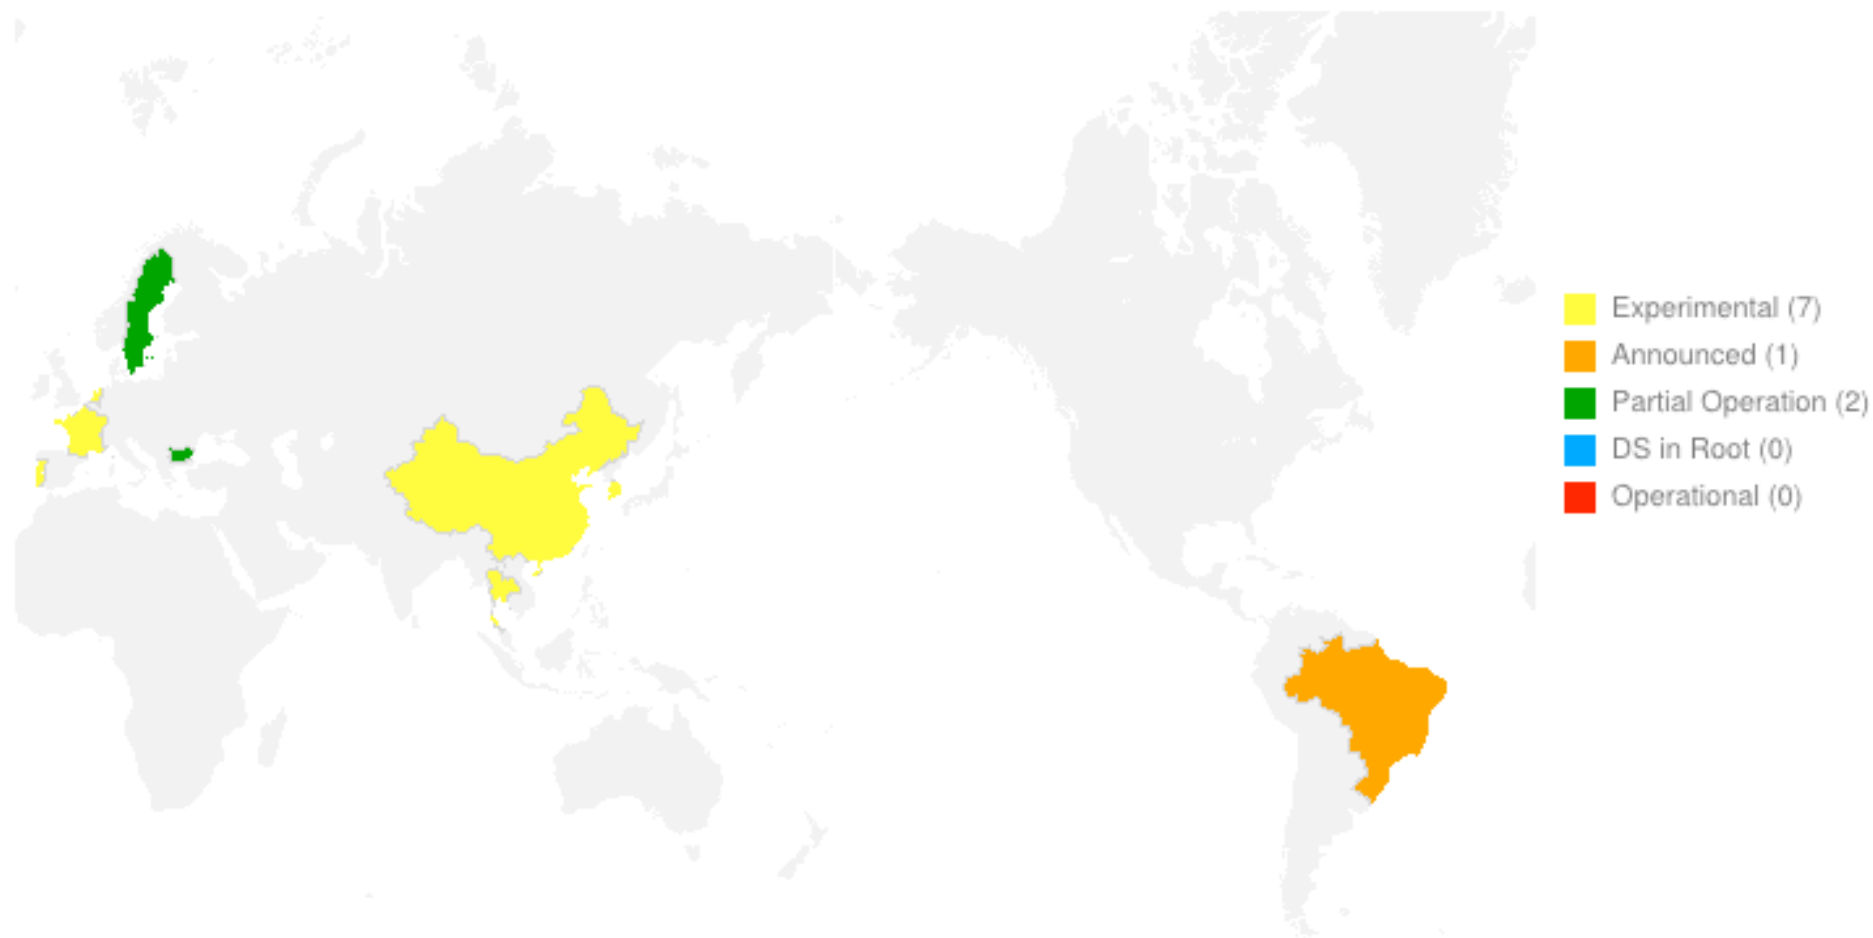 Experimental (7)
Announced (1)
Partial Operation (2)
DS in Root (0)
Operational (0)